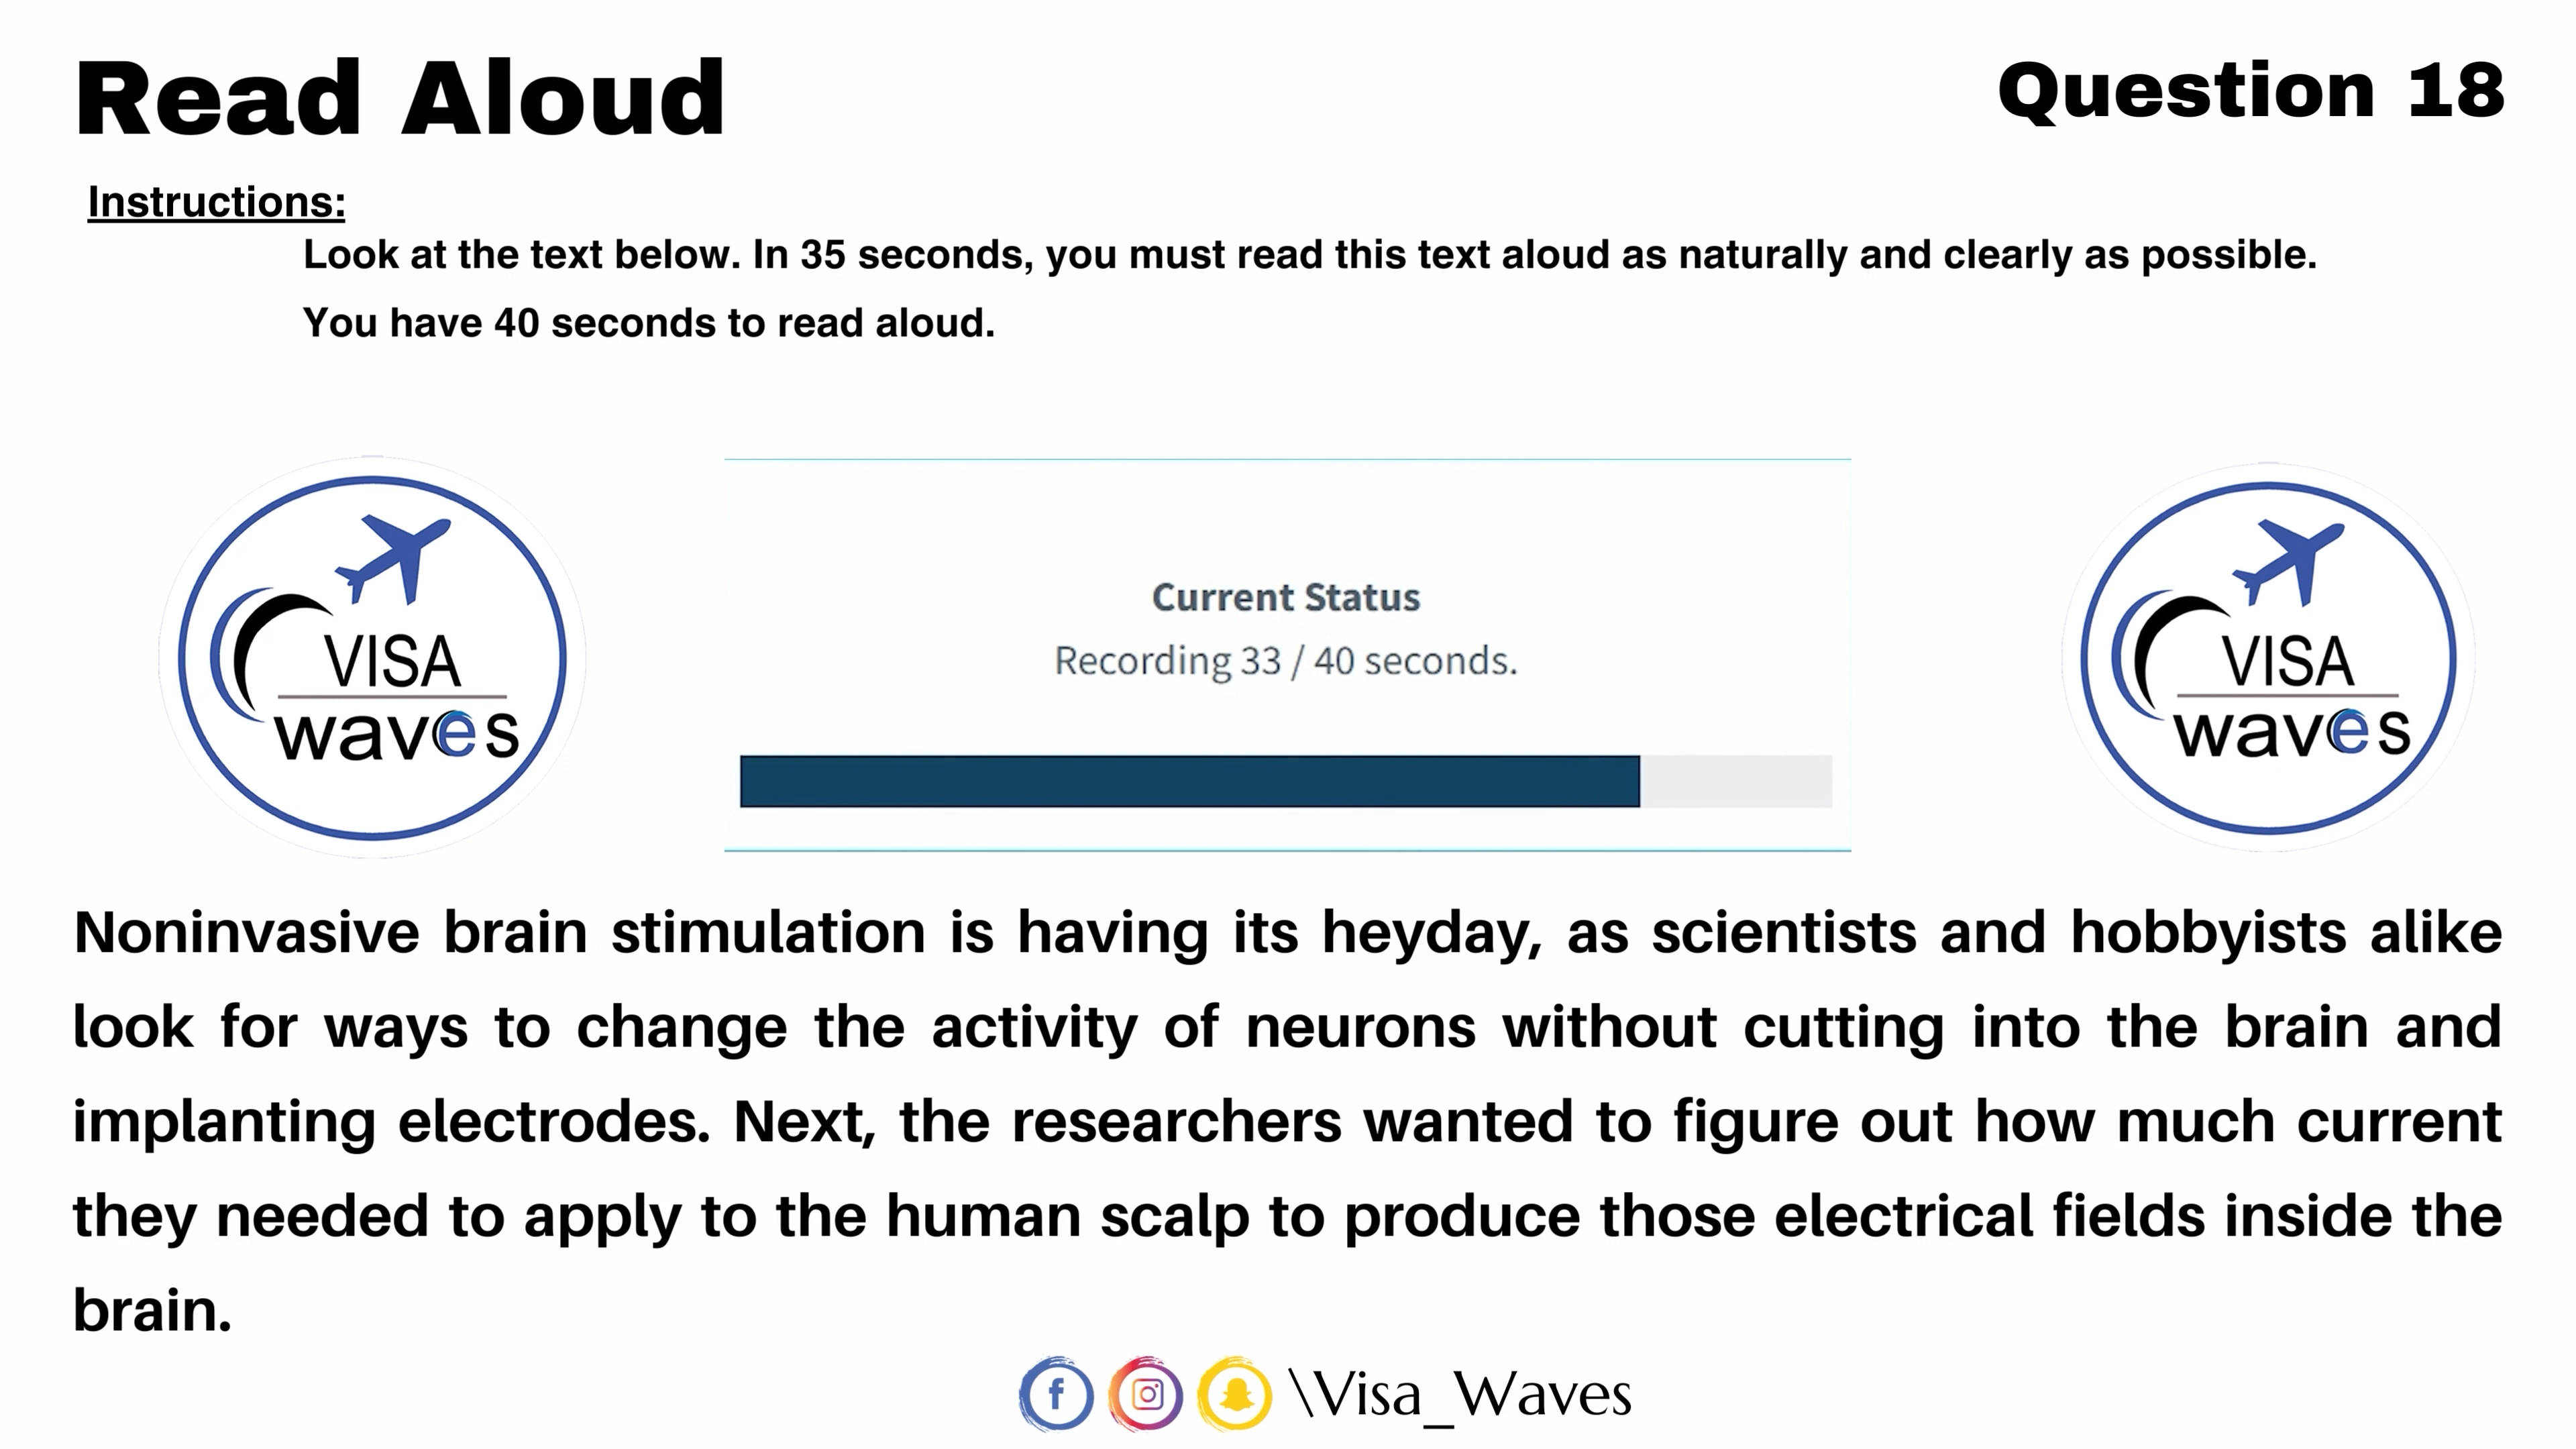 Read Aloud
Question 18
Instructions:
Look at the text below. In 35 seconds, you must read this text aloud as naturally and clearly as possible.
You have 40 seconds to read aloud.
VISA
waves
Current Status
Recording 33 / 40 seconds.
VISA
waves
Noninvasive brain stimulation is having its heyday, as scientists and hobbyists alike
look for ways to change the activity of neurons without cutting into the brain and
implanting electrodes. Next, the researchers wanted to figure out how much current
they needed to apply to the human scalp to produce those electrical fields inside the
brain.
\Visa_Waves